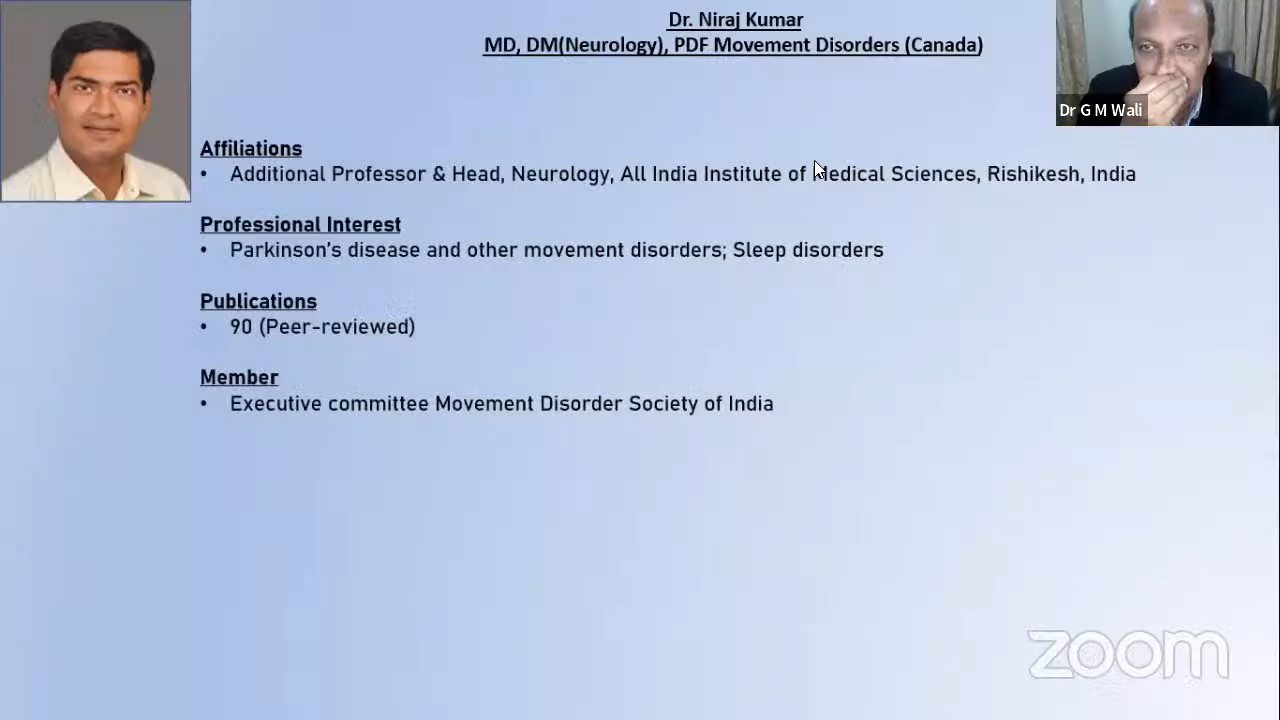 Dr. Niraj Kumar
MD, DM(Neurology), PDF Movement Disorders (Canada)
Dr G M Wali
Affiliations
• Additional Professor & Head, Neurology, All India Institute of Medical Sciences, Rishikesh, India
Professional Interest
• Parkinson's disease and other movement disorders; Sleep disorders
Publications
• 90 (Peer-reviewed)
Member
• Executive committee Movement Disorder Society of India
zoom